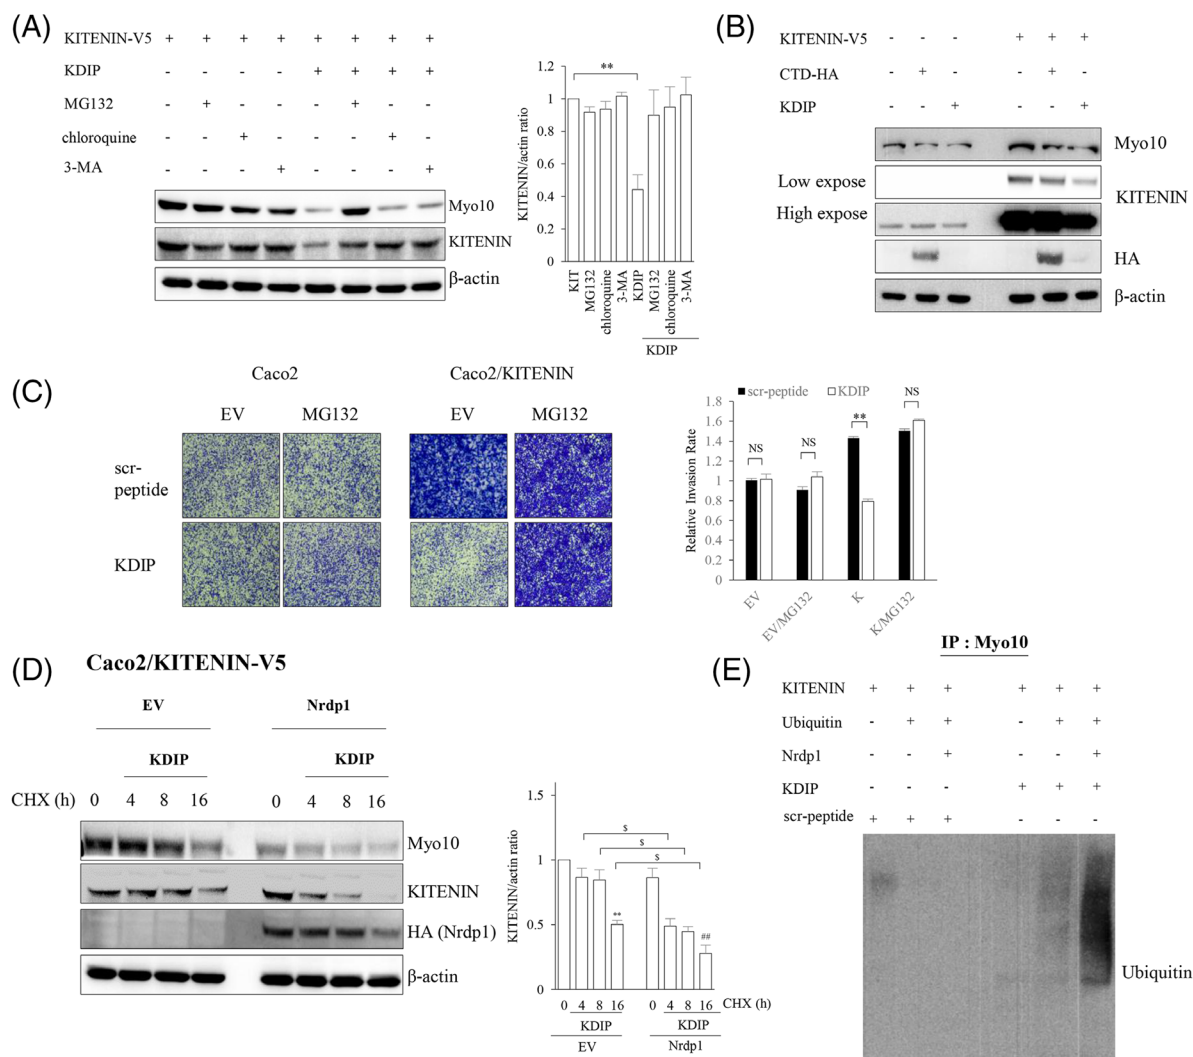 (A)
KITENIN-V5 + + + + + + + +
KDIP - - - - + + + +
MG132 - + - - - + - -
chloroquine - - + - - - + -
3-MA - - - + - - - +
Myo10
KITENIN
β-actin
KITENIN/actin ratio
1.2
1
0.8
0.6
0.4
0.2
0
**
KIT
MG132
chloroquine
3-MA
KDIP
MG132
chloroquine
3-MA
KDIP
(B)
KITENIN-V5 - - - + + +
CTD-HA - + - - + -
KDIP - - + - - +
Myo10
Low expose
KITENIN
High expose
HA
β-actin
(C)
Caco2 Caco2/KITENIN
EV MG132 EV MG132
scr-
peptide
KDIP
scr-peptide KDIP
Relative Invasion Rate
1.8
1.6
1.4
1.2
1
0.8
0.6
0.4
0.2
0
NS
NS
**
NS
EV
EV/MG132
K
K/MG132
(D)
Caco2/KITENIN-V5
EV Nrdp1
KDIP KDIP
CHX (h) 0 4 8 16 0 4 8 16
Myo10
KITENIN
HA (Nrdp1)
β-actin
KITENIN/actin ratio
1.5
1
0.5
0
$
$
$
**
##
0 4 8 16 0 4 8 16 CHX (h)
KDIP KDIP
EV Nrdp1
(E)
IP : Myo10
KITENIN + + + + + +
Ubiquitin - + + - + +
Nrdp1 - - + - - +
KDIP - - - + + +
scr-peptide + + + - - -
Ubiquitin